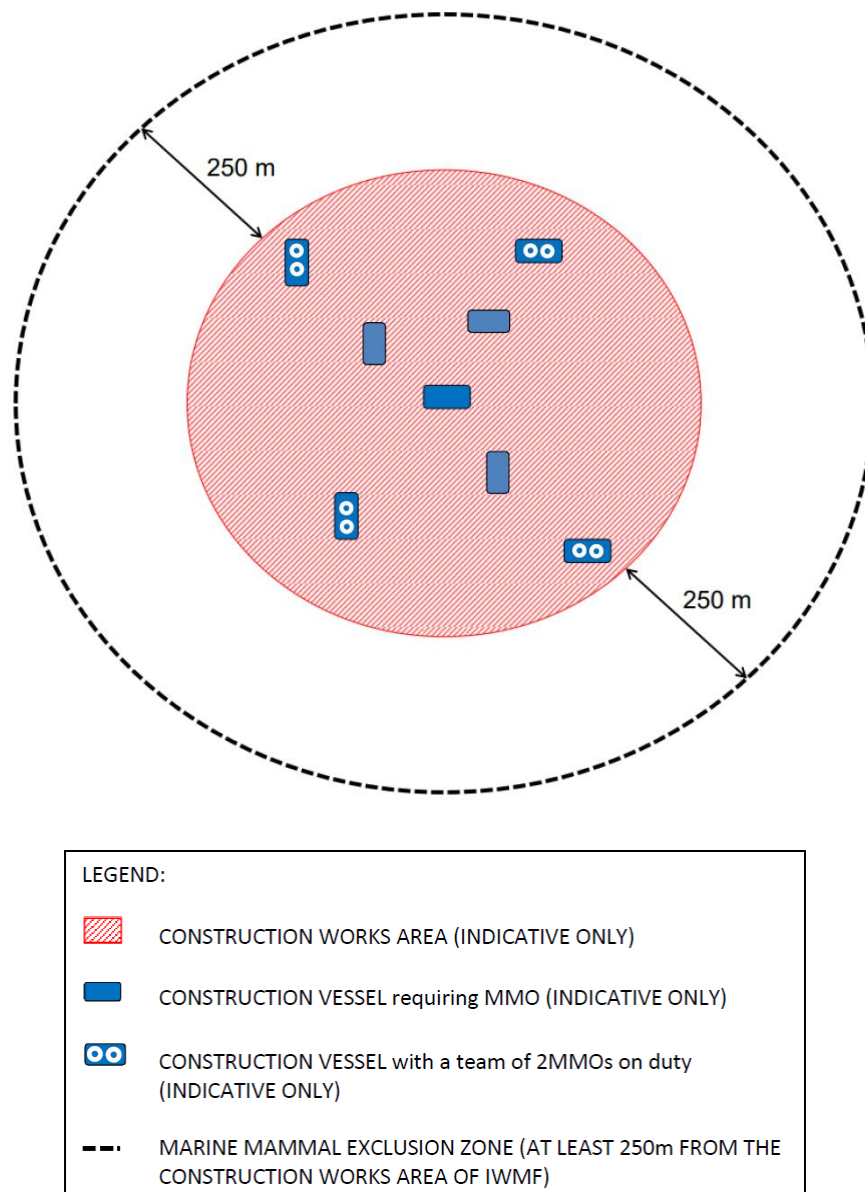 250 m
250 m
LEGEND:
CONSTRUCTION WORKS AREA (INDICATIVE ONLY)
CONSTRUCTION VESSEL requiring MMO (INDICATIVE ONLY)
CONSTRUCTION VESSEL with a team of 2MMOs on duty
(INDICATIVE ONLY)
MARINE MAMMAL EXCLUSION ZONE (AT LEAST 250m FROM THE
CONSTRUCTION WORKS AREA OF IWMF)